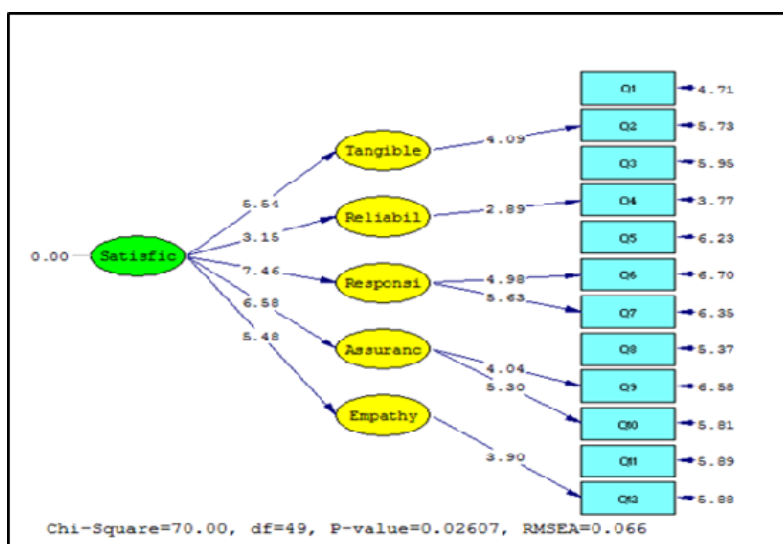 Q1
4.71
Tangible
4.09
Q2
5.73
Q3
5.95
Reliabil
2.89
Q4
3.77
3.15
Q5
6.23
0.00
Satisfic
7.46
Responsi
4.98
Q6
6.70
5.63
Q7
6.35
6.58
Assuranc
4.04
Q8
5.37
5.48
5.30
Q9
6.58
Q10
5.81
Empathy
3.90
Q11
5.89
Q12
Chi-Square=70.00, df=49, P-value=0.02607, RMSEA=0.066